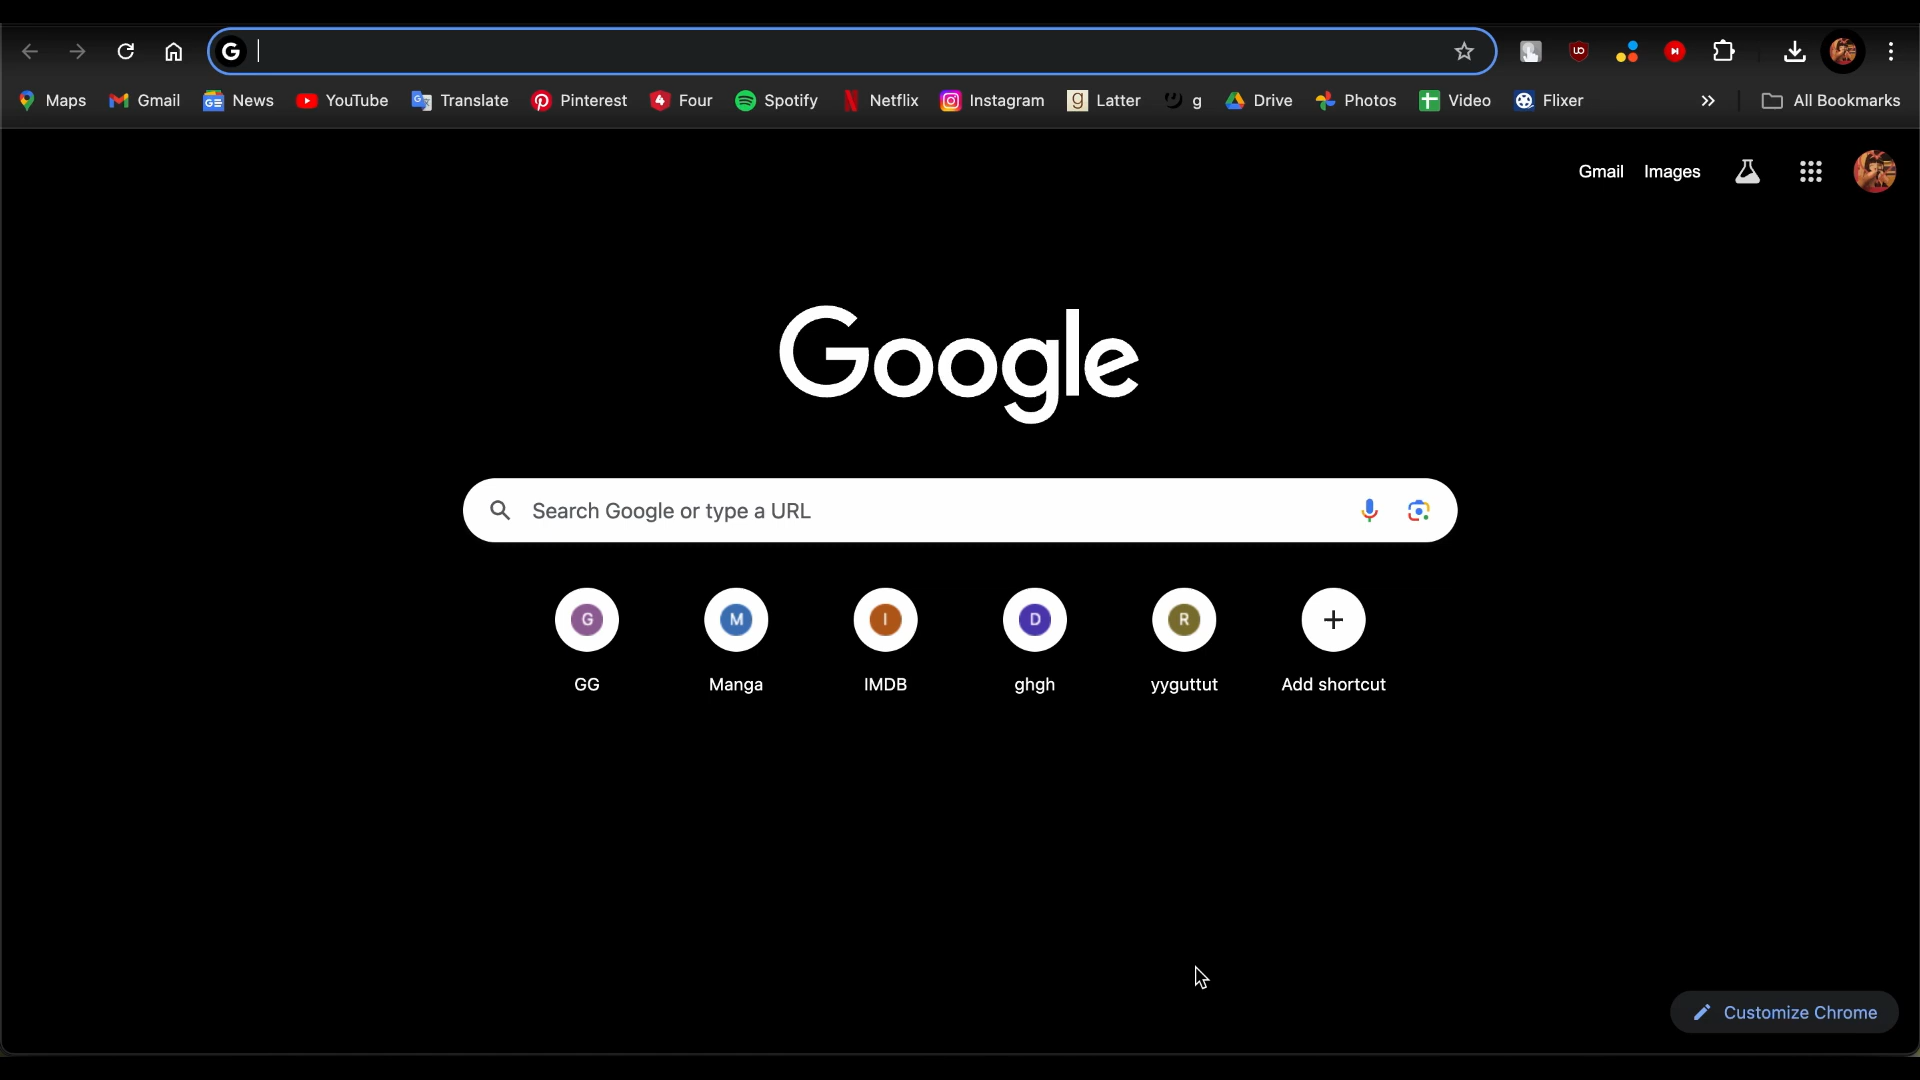 Maps Gmail News YouTube Translate Pinterest Four Spotify Netflix Instagram Latter g Drive Photos Video Flixer » All Bookmarks
Gmail Images
Google
Search Google or type a URL
G M I D R +
GG Manga IMDB ghgh yyguttut Add shortcut
Customize Chrome